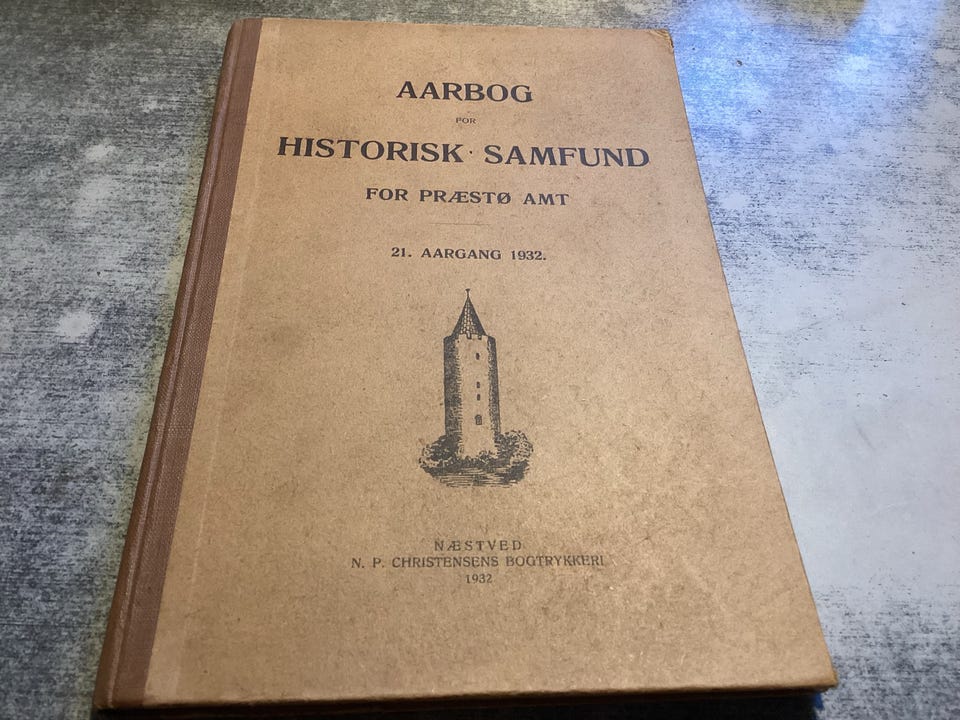 AARBOG
FOR
HISTORISK · SAMFUND
FOR PRÆSTØ AMT
21. AARGANG 1932.
NÆSTVED
N. P. CHRISTENSENS BOGTRYKKERI
1932